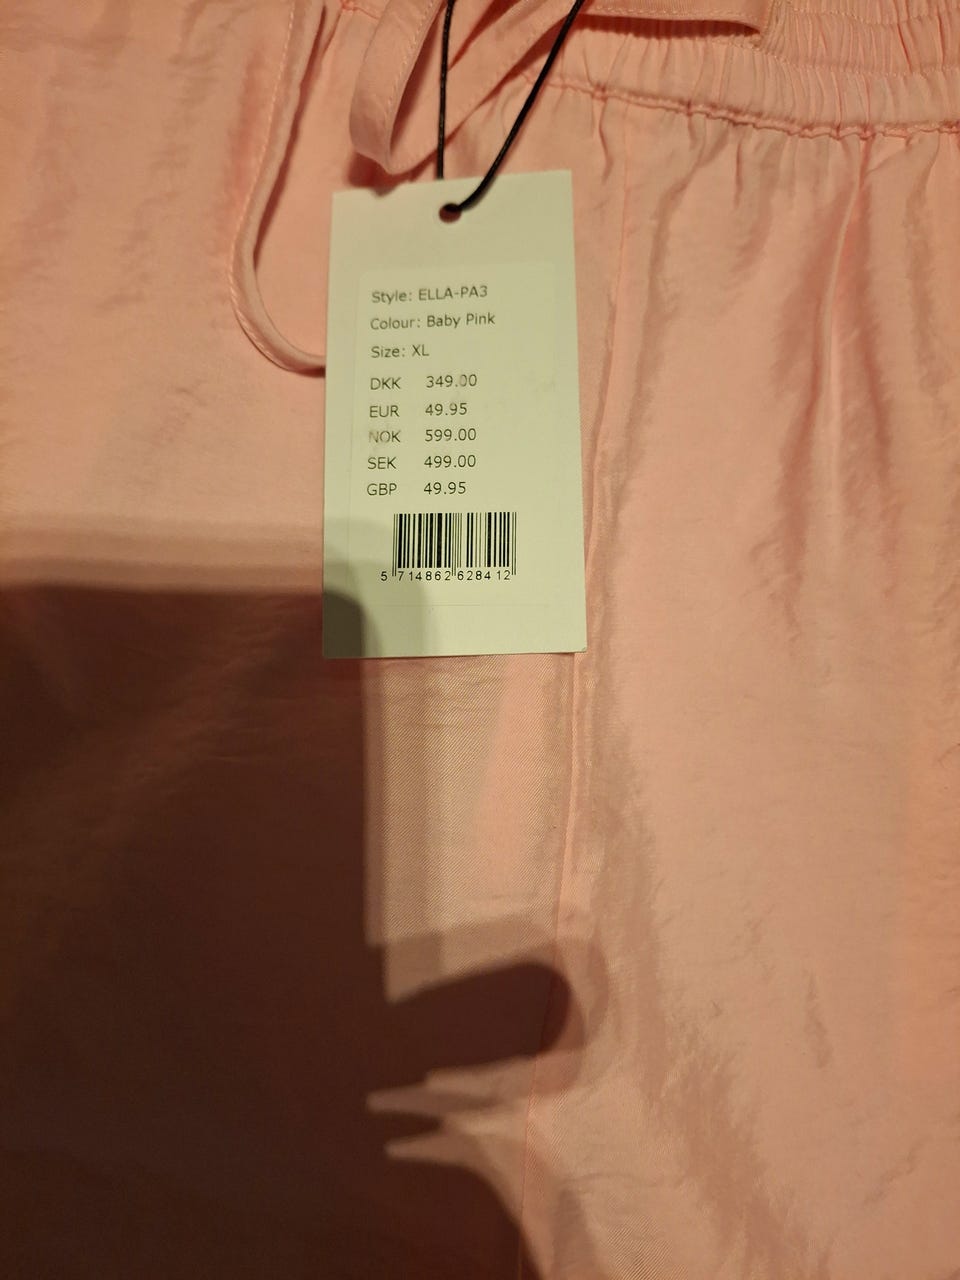 Style: ELLA-PA3
Colour: Baby Pink
Size: XL
DKK 349.00
EUR 49.95
NOK 599.00
SEK 499.00
GBP 49.95
5 714862 628412